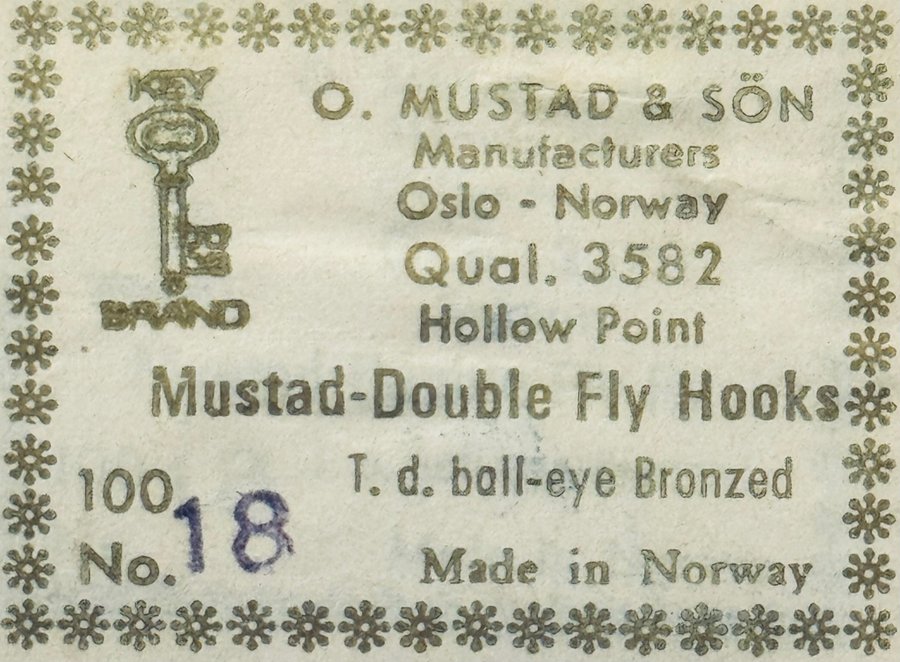 KEY
BRAND
O. MUSTAD & SÖN
Manufacturers
Oslo - Norway
Qual. 3582
Hollow Point
Mustad-Double Fly Hooks
T. d. ball-eye Bronzed
100
No. 18
Made in Norway